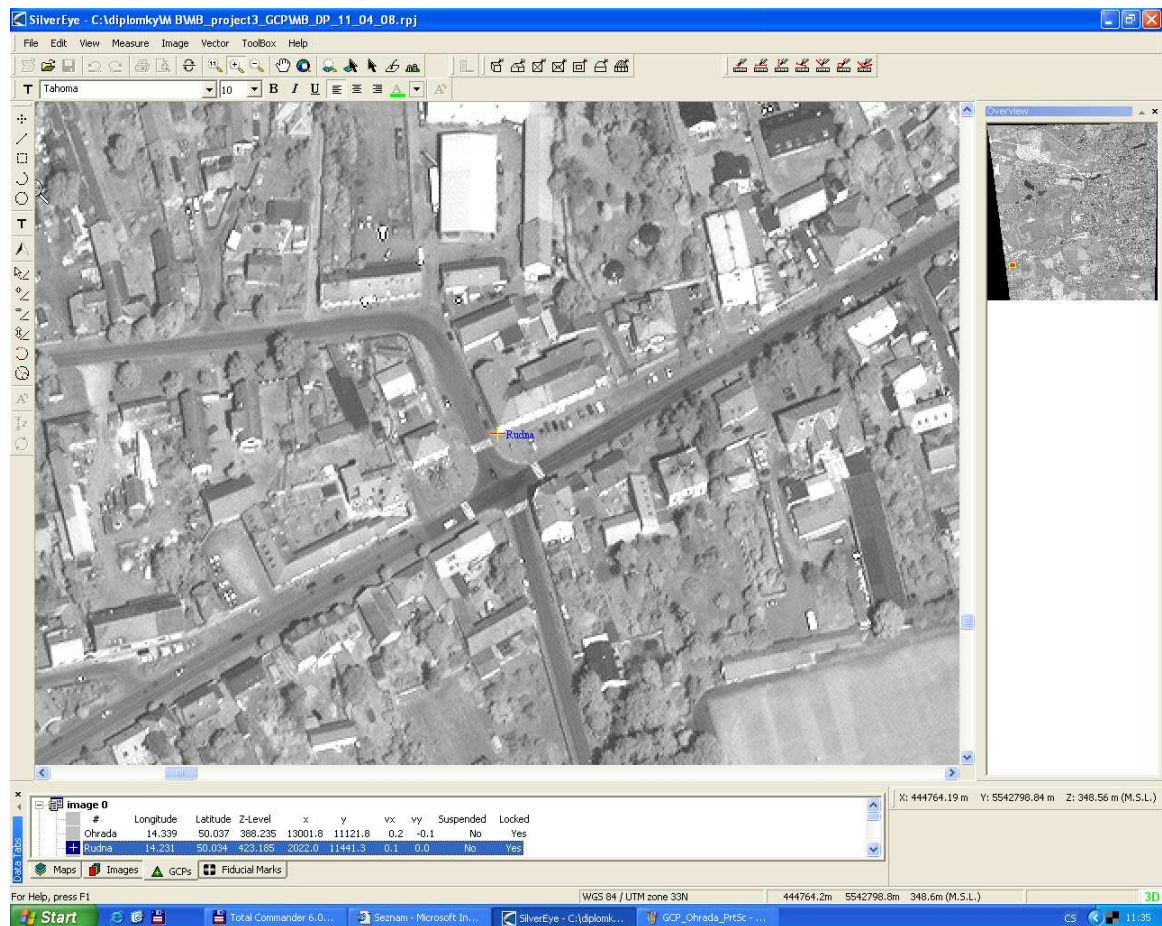 SilverEye - C:\diplomky\M B\MB_project3_GCP\MB_DP_11_04_08.rpj
File Edit View Measure Image Vector ToolBox Help
Tahoma 10 B I U
Overview
Rudna
image 0
# Longitude Latitude Z-Level x y vx vy Suspended Locked
Ohrada 14.339 50.037 388.235 13001.8 11121.8 0.2 -0.1 No Yes
Rudna 14.231 50.034 423.185 2022.0 11441.3 0.1 0.0 No Yes
X: 444764.19 m Y: 5542798.84 m Z: 348.56 m (M.S.L.)
Data Tabs
Maps Images GCPs Fiducial Marks
For Help, press F1
WGS 84 / UTM zone 33N 444764.2m 5542798.8m 348.6m (M.S.L.) 3D
Start Total Commander 6.0... Seznam - Microsoft In... SilverEye - C:\diplomk... GCP_Ohrada_PrtSc - ... CS 11:35